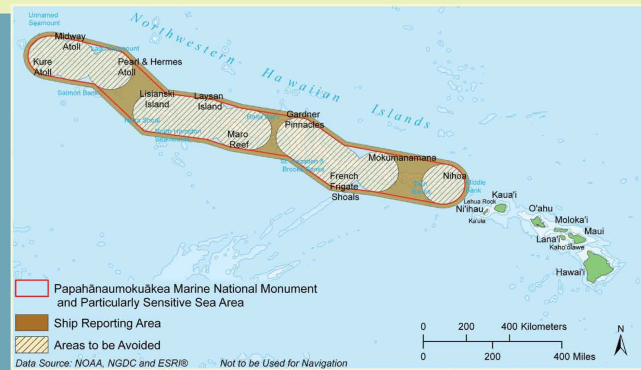 Unnamed
Seamount
Northwestern Hawaiian Islands
Midway
Atoll
Kure
Atoll
Pearl & Hermes
Atoll
Salmon Bank
Lisianski
Island
Laysan
Island
Maro
Reef
Gardner
Pinnacles
Brooks Banks
French
Frigate
Shoals
Mokumanamana
Nihoa
Middle
Bank
Lehua Rock
Kaua'i
Ni'ihau
Ka'ula
O'ahu
Moloka'i
Maui
Lana'i
Kaho'olawe
Hawai'i
Papahānaumokuākea Marine National Monument
and Particularly Sensitive Sea Area
Ship Reporting Area
Areas to be Avoided
0 200 400 Kilometers
0 200 400 Miles
N
Data Source: NOAA, NGDC and ESRI® Not to be Used for Navigation